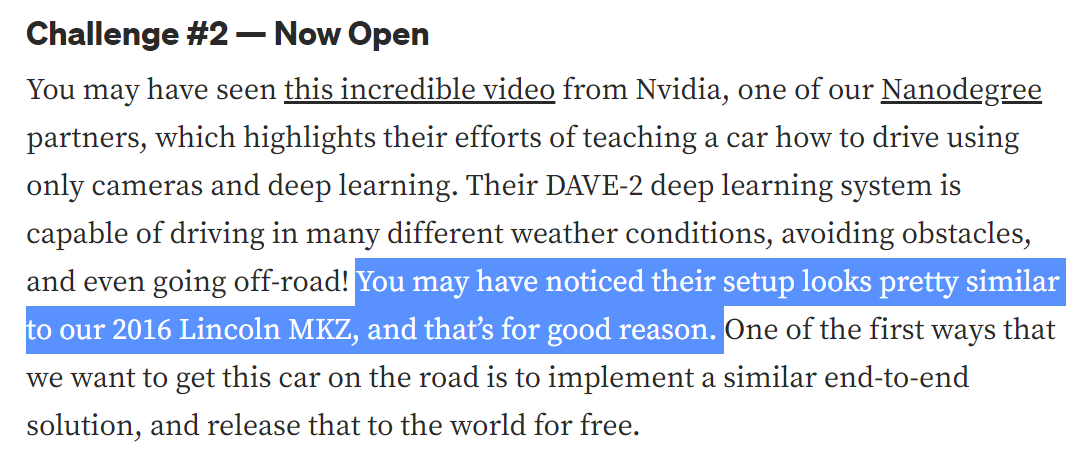 Challenge #2 — Now Open
You may have seen this incredible video from Nvidia, one of our Nanodegree
partners, which highlights their efforts of teaching a car how to drive using
only cameras and deep learning. Their DAVE-2 deep learning system is
capable of driving in many different weather conditions, avoiding obstacles,
and even going off-road! You may have noticed their setup looks pretty similar
to our 2016 Lincoln MKZ, and that’s for good reason. One of the first ways that
we want to get this car on the road is to implement a similar end-to-end
solution, and release that to the world for free.